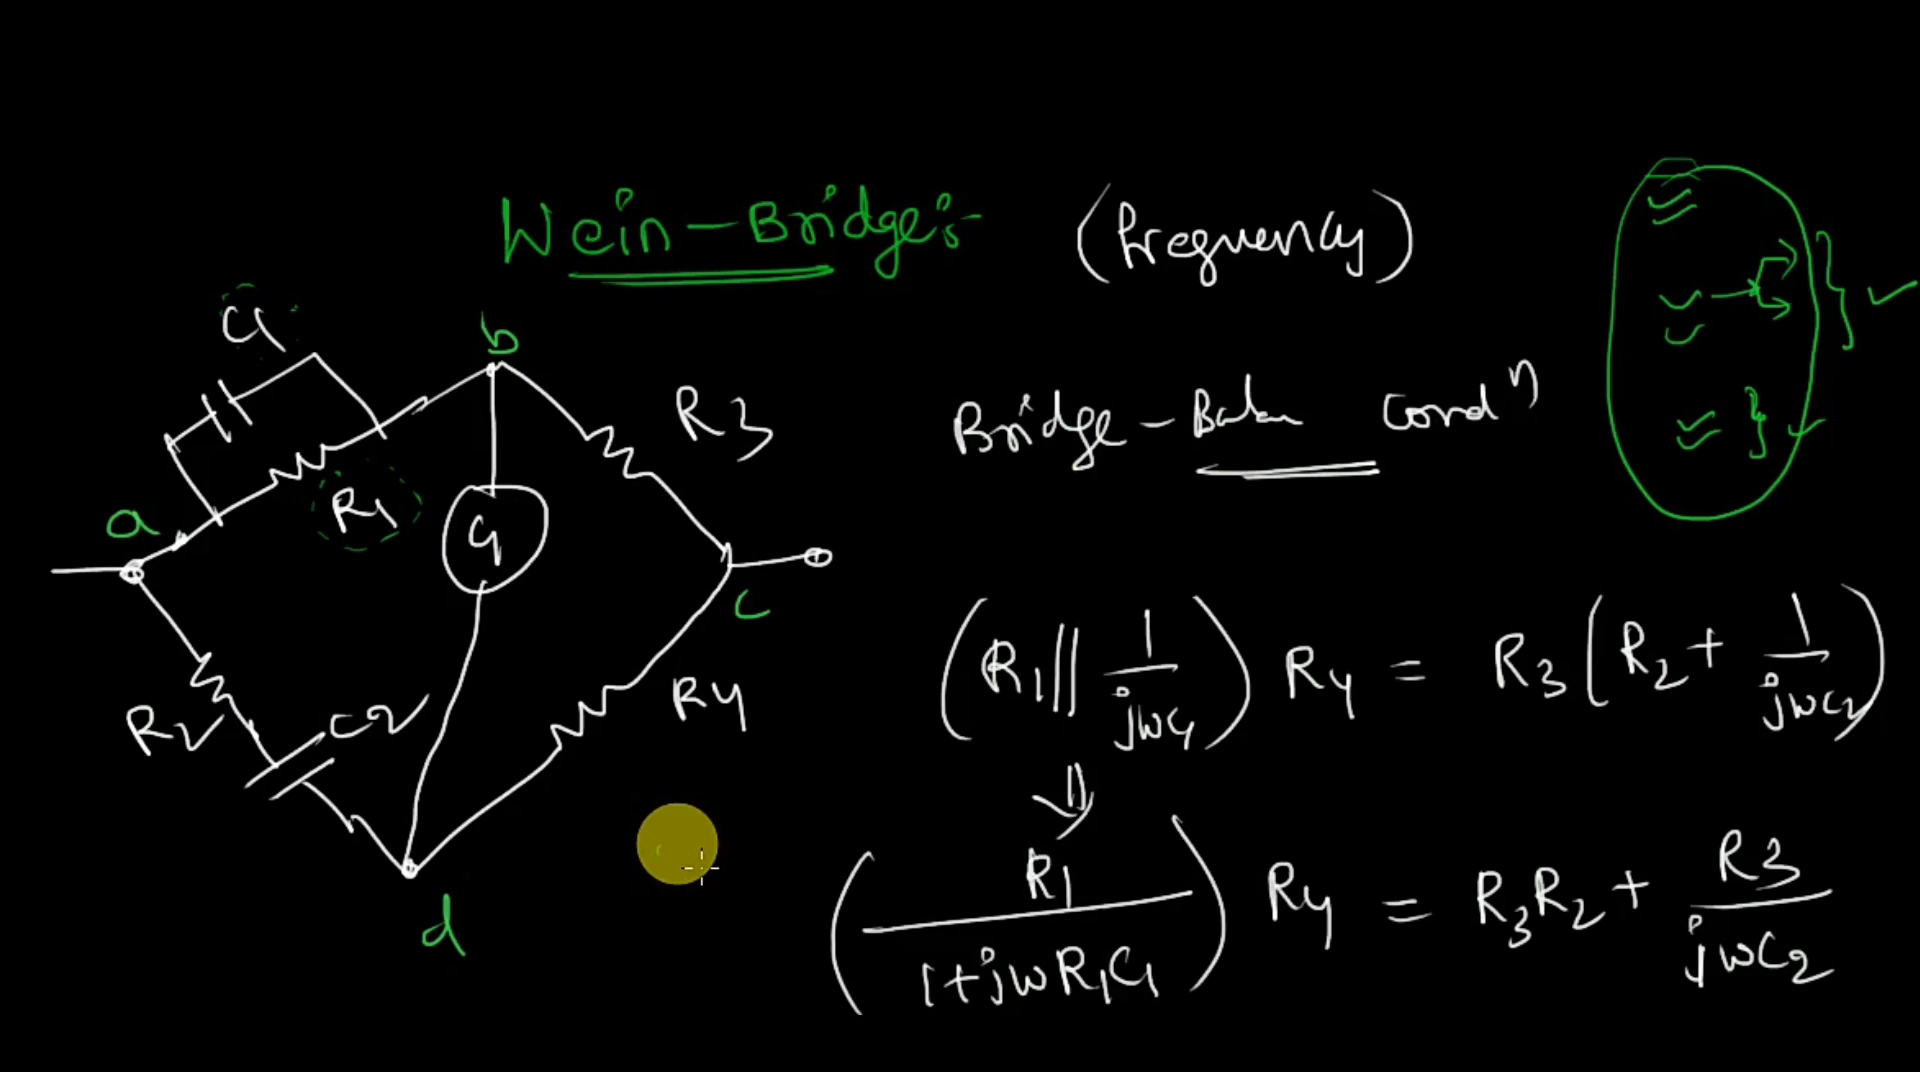 Wein-Bridge:- (Frequency)
C1
b
R3
Bridge - Balan condⁿ
a
R1
G
c
(R1 || 1/jωC1) R4 = R3 (R2 + 1/jωC2)
R2
C2
R4
(R1/1+jωR1C1) R4 = R3R2 + R3/jωC2
d